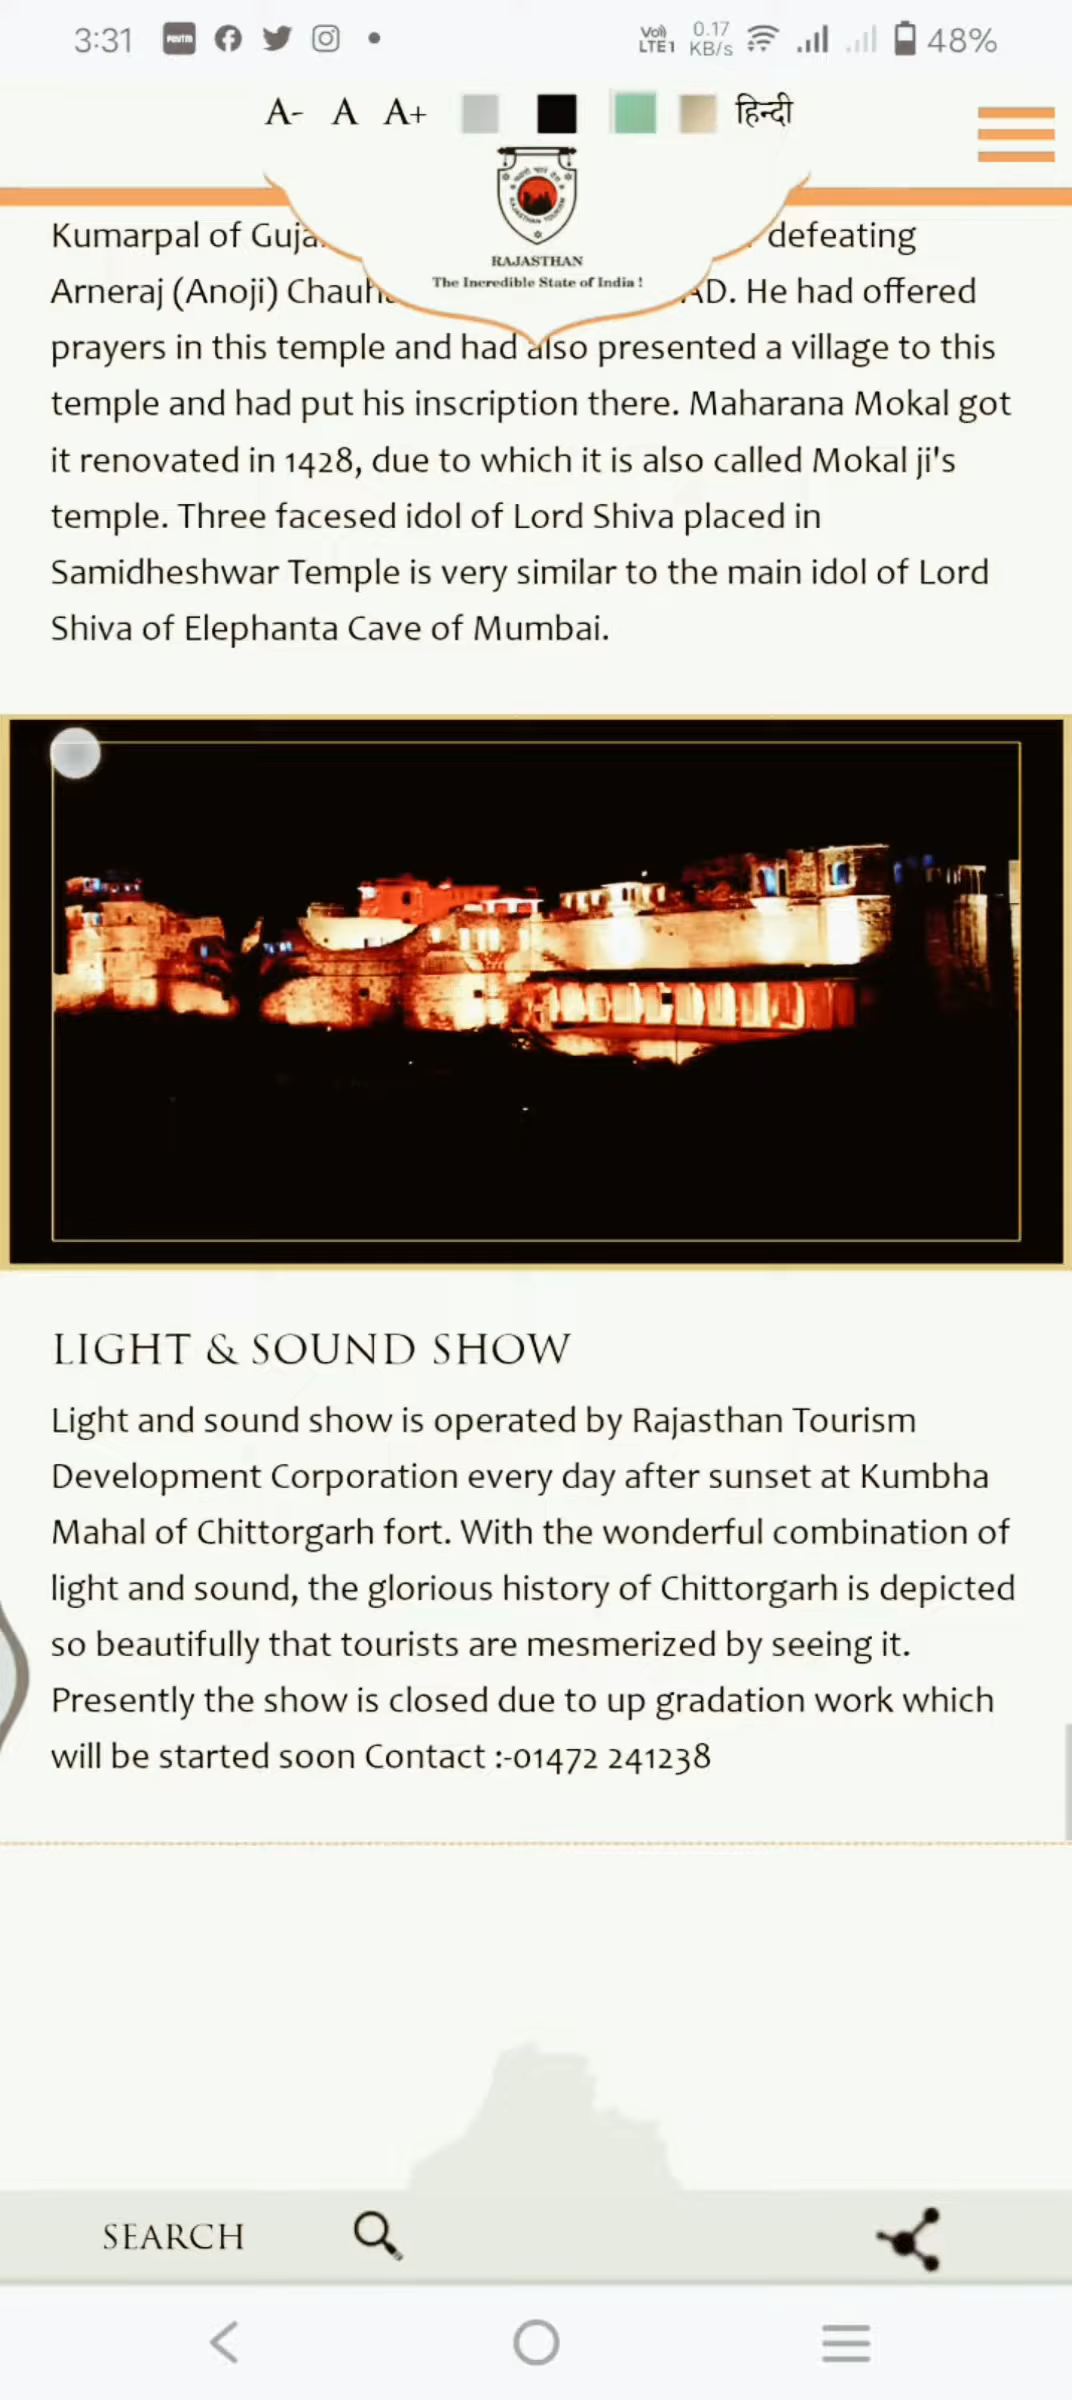 3:31
Paytm
Vo)) LTE1
0.17 KB/s
48%
A- A A+ हिन्दी
RAJASTHAN TOURISM
RAJASTHAN
The Incredible State of India !
Kumarpal of defeating
Arneraj (Anoji) AD. He had offered
prayers in this temple and had also presented a village to this
temple and had put his inscription there. Maharana Mokal got
it renovated in 1428, due to which it is also called Mokal ji's
temple. Three facesed idol of Lord Shiva placed in
Samidheshwar Temple is very similar to the main idol of Lord
Shiva of Elephanta Cave of Mumbai.
LIGHT & SOUND SHOW
Light and sound show is operated by Rajasthan Tourism
Development Corporation every day after sunset at Kumbha
Mahal of Chittorgarh fort. With the wonderful combination of
light and sound, the glorious history of Chittorgarh is depicted
so beautifully that tourists are mesmerized by seeing it.
Presently the show is closed due to up gradation work which
will be started soon Contact :-01472 241238
SEARCH